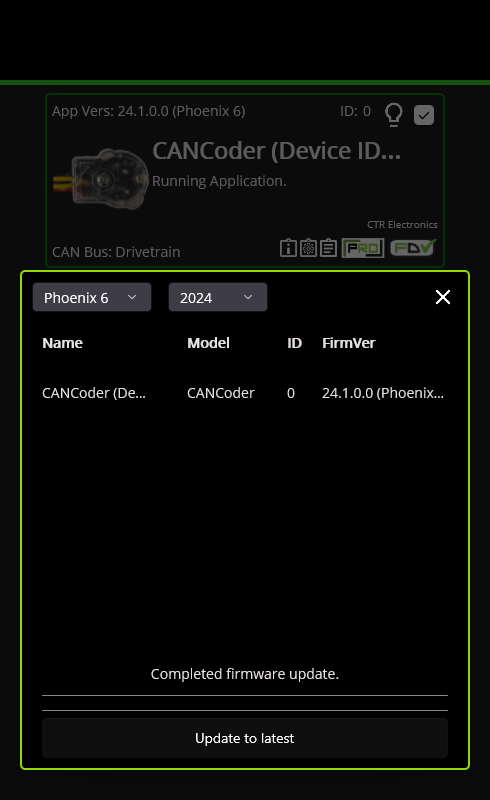 App Vers: 24.1.0.0 (Phoenix 6)
ID: 0
CANCoder (Device ID...
Running Application.
CTR Electronics
CAN Bus: Drivetrain
PRO
FDV
Phoenix 6
2024
Name Model ID FirmVer
CANCoder (De... CANCoder 0 24.1.0.0 (Phoenix...
Completed firmware update.
Update to latest